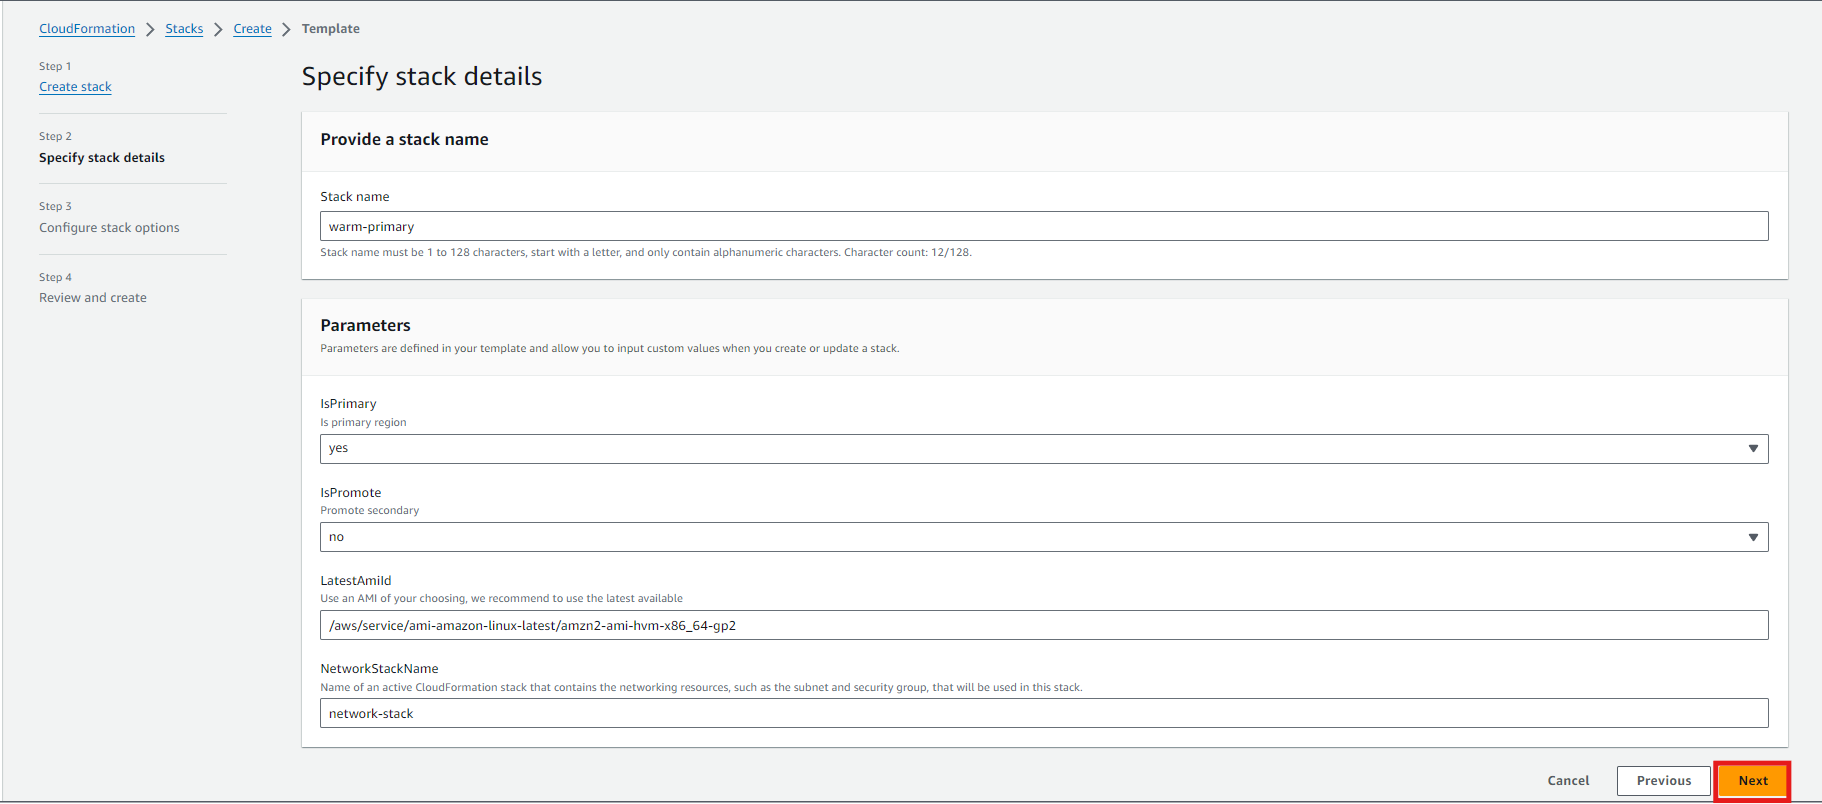 CloudFormation > Stacks > Create > Template
Step 1
Create stack
Step 2
Specify stack details
Step 3
Configure stack options
Step 4
Review and create
Specify stack details
Provide a stack name
Stack name
warm-primary
Stack name must be 1 to 128 characters, start with a letter, and only contain alphanumeric characters. Character count: 12/128.
Parameters
Parameters are defined in your template and allow you to input custom values when you create or update a stack.
IsPrimary
Is primary region
yes
IsPromote
Promote secondary
no
LatestAmiId
Use an AMI of your choosing, we recommend to use the latest available
/aws/service/ami-amazon-linux-latest/amzn2-ami-hvm-x86_64-gp2
NetworkStackName
Name of an active CloudFormation stack that contains the networking resources, such as the subnet and security group, that will be used in this stack.
network-stack
Cancel Previous Next